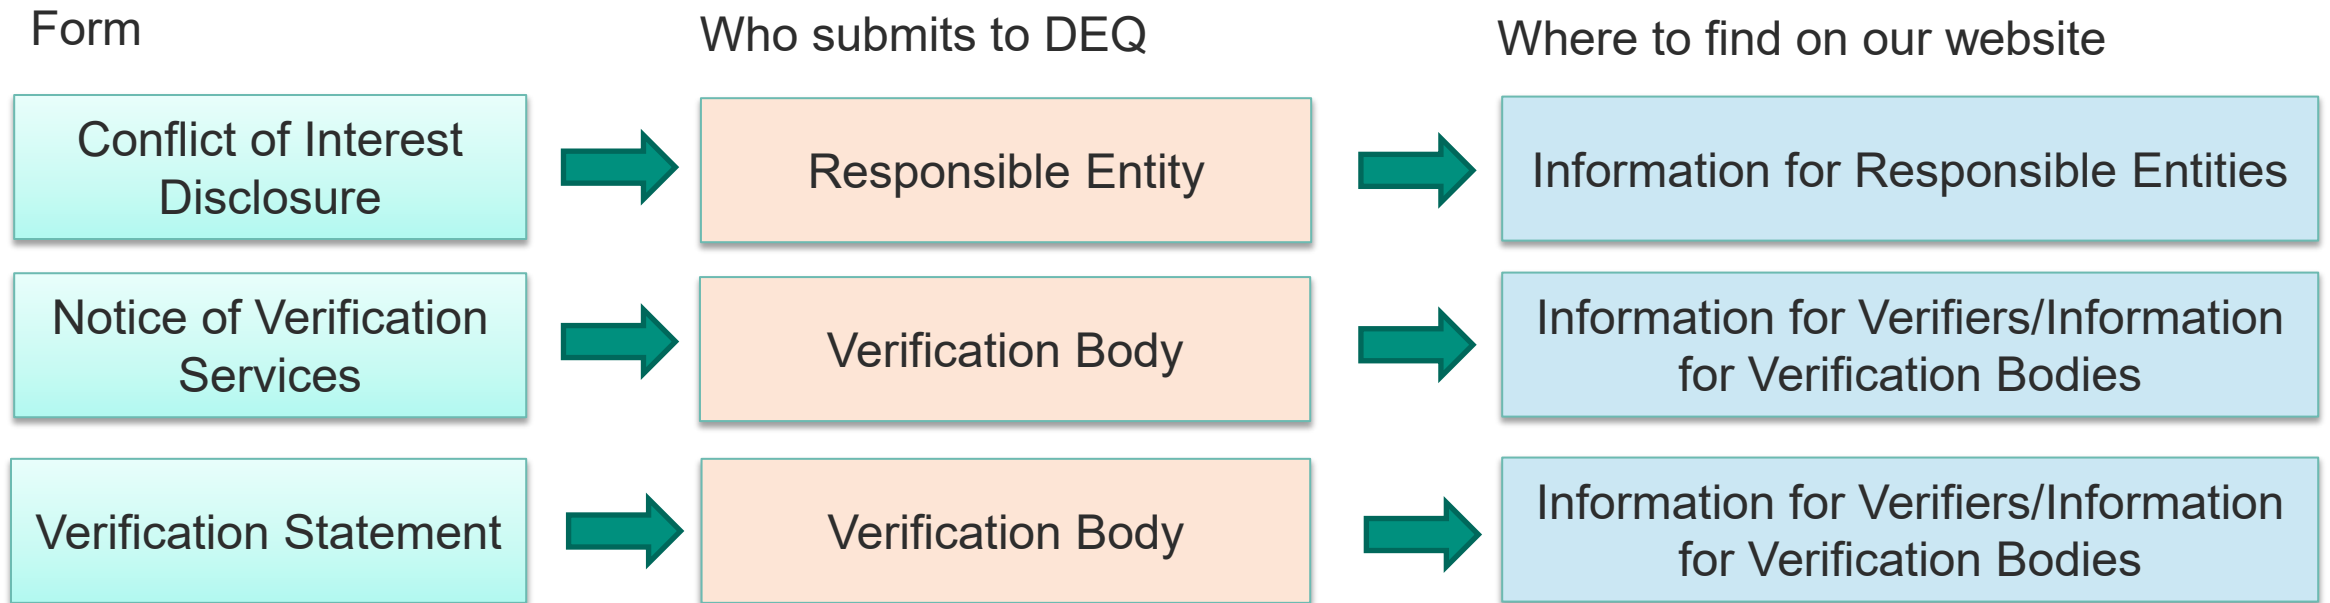 Form
Who submits to DEQ
Where to find on our website
Conflict of Interest
Disclosure
Responsible Entity
Information for Responsible Entities
Notice of Verification
Services
Verification Body
Information for Verifiers/Information
for Verification Bodies
Verification Statement
Verification Body
Information for Verifiers/Information
for Verification Bodies